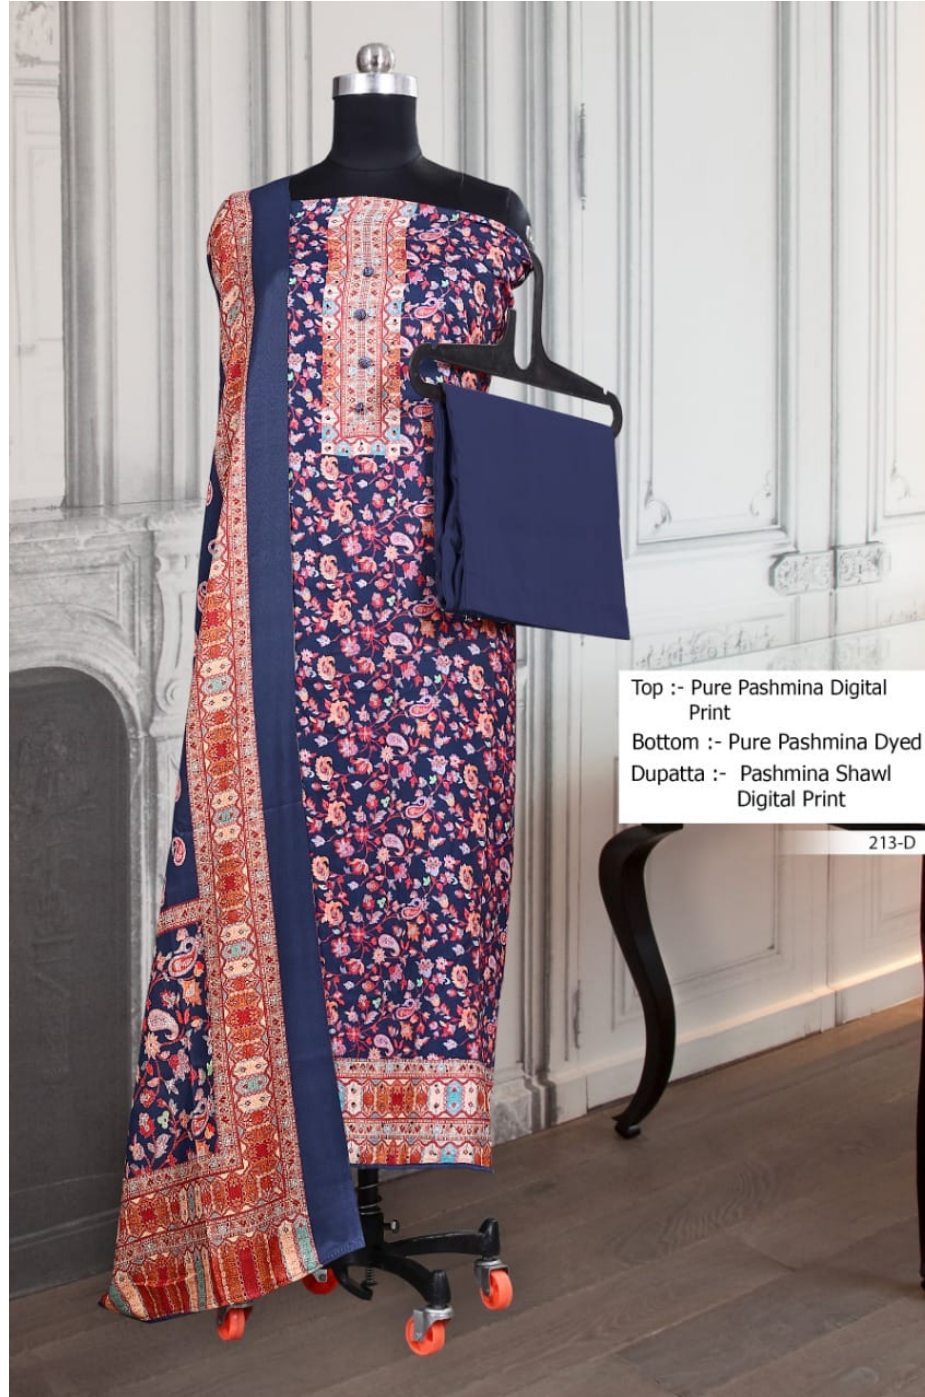 Top :- Pure Pashmina Digital
Print
Bottom :- Pure Pashmina Dyed
Dupatta :- Pashmina Shawl
Digital Print
213-D